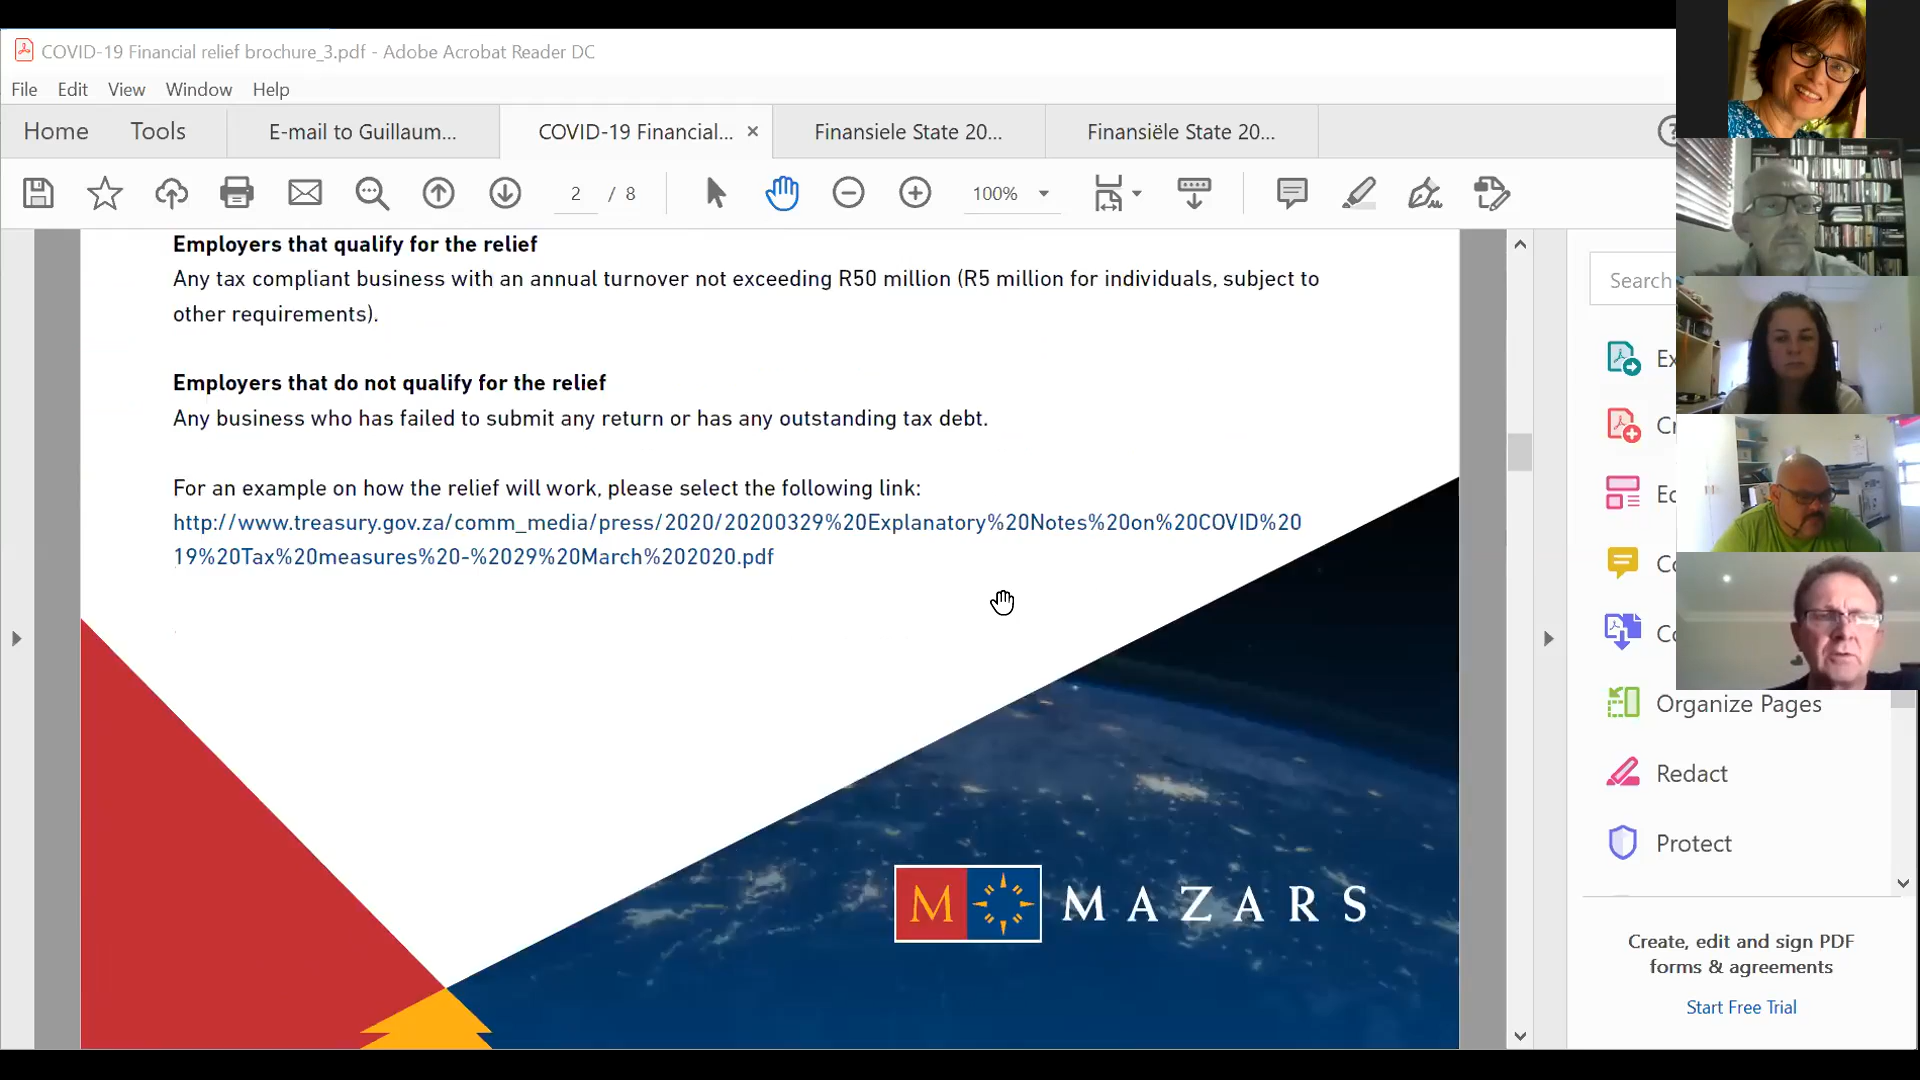 COVID-19 Financial relief brochure_3.pdf - Adobe Acrobat Reader DC
File Edit View Window Help
Home Tools E-mail to Guillaum... COVID-19 Financial... Finansiele State 20... Finansiële State 20...
2 / 8 100%
Employers that qualify for the relief
Any tax compliant business with an annual turnover not exceeding R50 million (R5 million for individuals, subject to
other requirements).
Employers that do not qualify for the relief
Any business who has failed to submit any return or has any outstanding tax debt.
For an example on how the relief will work, please select the following link:
http://www.treasury.gov.za/comm_media/press/2020/20200329%20Explanatory%20Notes%20on%20COVID%20
19%20Tax%20measures%20-%2029%20March%202020.pdf
M MAZARS
Search
Ex
Cr
Ec
Co
Co
Organize Pages
Redact
Protect
Create, edit and sign PDF
forms & agreements
Start Free Trial